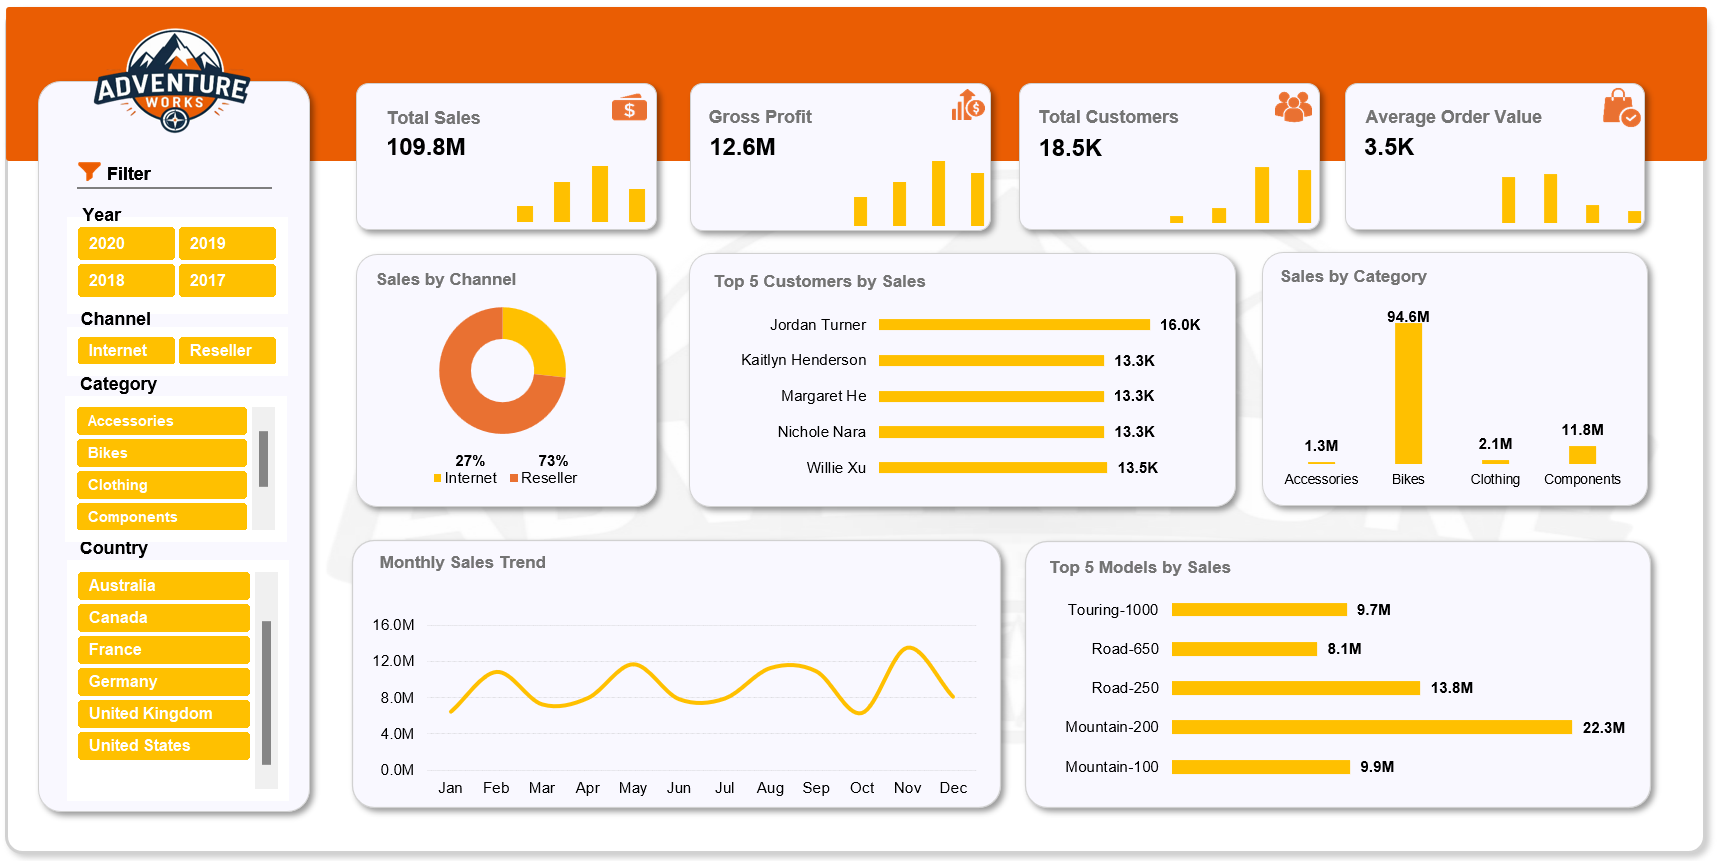 ADVENTURE
WORKS
Filter
Year
2020 2019
2018 2017
Channel
Internet Reseller
Category
Accessories
Bikes
Clothing
Components
Country
Australia
Canada
France
Germany
United Kingdom
United States
Total Sales
109.8M
$
Gross Profit
12.6M
$
Total Customers
18.5K
Average Order Value
3.5K
Sales by Channel
27% 73%
Internet Reseller
Top 5 Customers by Sales
Jordan Turner 16.0K
Kaitlyn Henderson 13.3K
Margaret He 13.3K
Nichole Nara 13.3K
Willie Xu 13.5K
Sales by Category
94.6M
1.3M 2.1M 11.8M
Accessories Bikes Clothing Components
Monthly Sales Trend
16.0M
12.0M
8.0M
4.0M
0.0M
Jan Feb Mar Apr May Jun Jul Aug Sep Oct Nov Dec
Top 5 Models by Sales
Touring-1000 9.7M
Road-650 8.1M
Road-250 13.8M
Mountain-200 22.3M
Mountain-100 9.9M